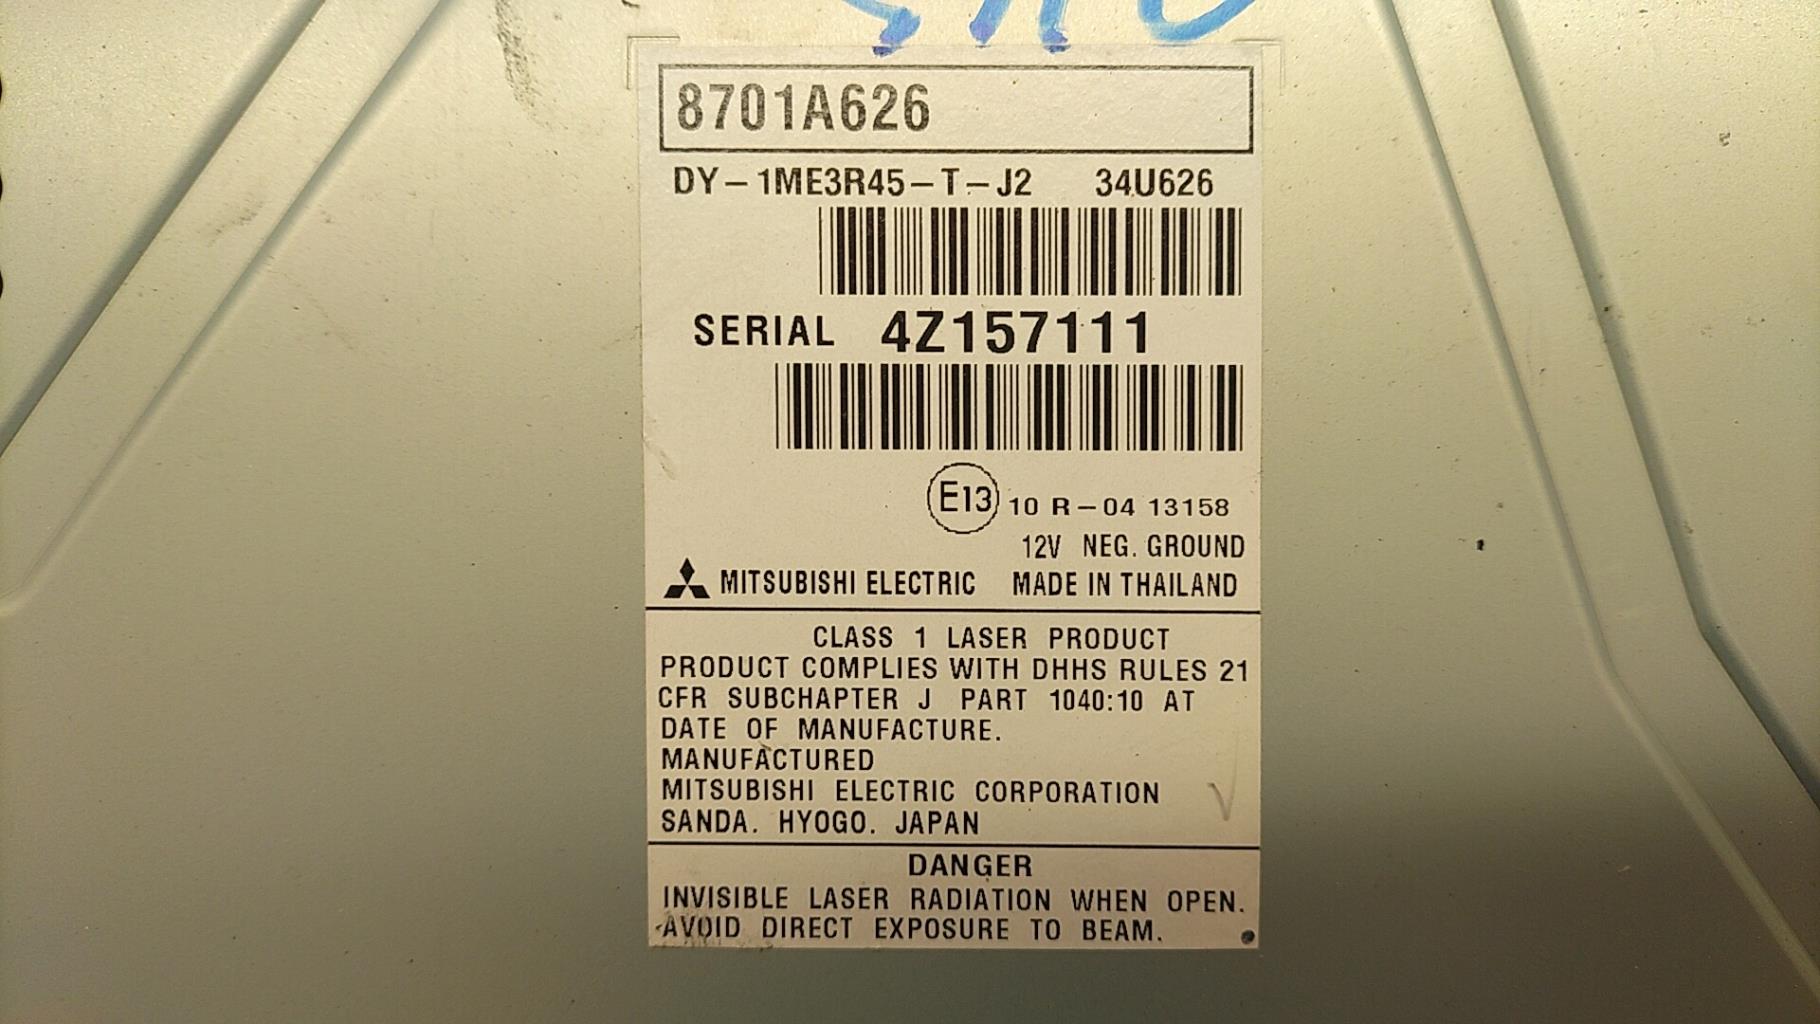 8701A626
DY-1ME3R45-T-J2 34U626
SERIAL 4Z157111
E13 10 R-04 13158
12V NEG. GROUND
MITSUBISHI ELECTRIC MADE IN THAILAND
CLASS 1 LASER PRODUCT
PRODUCT COMPLIES WITH DHHS RULES 21
CFR SUBCHAPTER J PART 1040:10 AT
DATE OF MANUFACTURE.
MANUFACTURED
MITSUBISHI ELECTRIC CORPORATION
SANDA. HYOGO. JAPAN
DANGER
INVISIBLE LASER RADIATION WHEN OPEN.
AVOID DIRECT EXPOSURE TO BEAM.